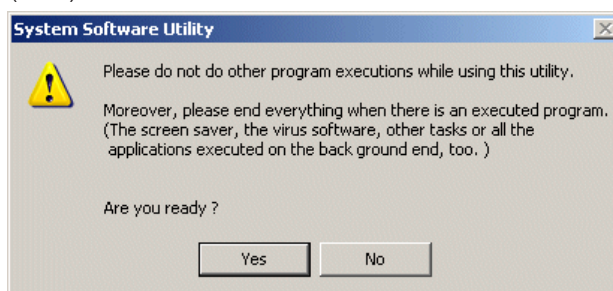 System Software Utility
Please do not do other program executions while using this utility.
Moreover, please end everything when there is an executed program.
(The screen saver, the virus software, other tasks or all the
applications executed on the back ground end, too. )
Are you ready ?
Yes
No